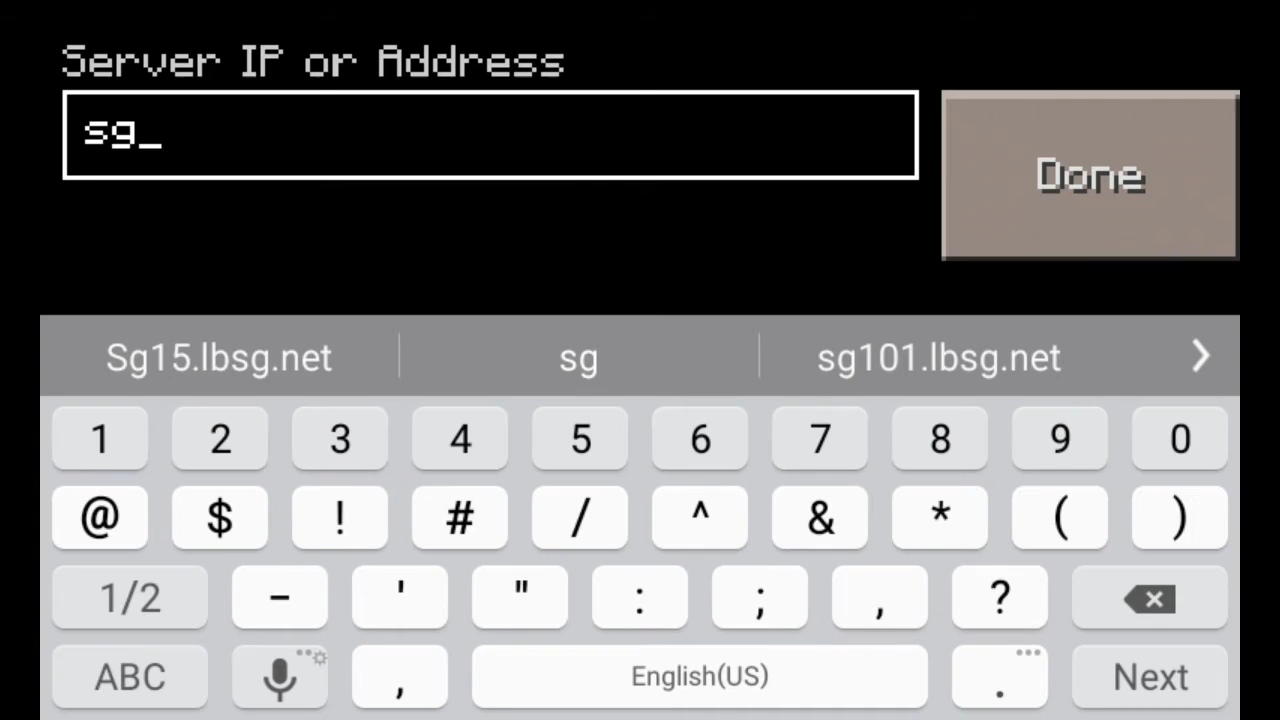 Server IP or Address
sg_
Done
Sg15.lbsg.net sg sg101.lbsg.net
1 2 3 4 5 6 7 8 9 0
@ $ ! # / ^ & * ( )
1/2 - ' " : ; , ?
ABC , English(US) . Next